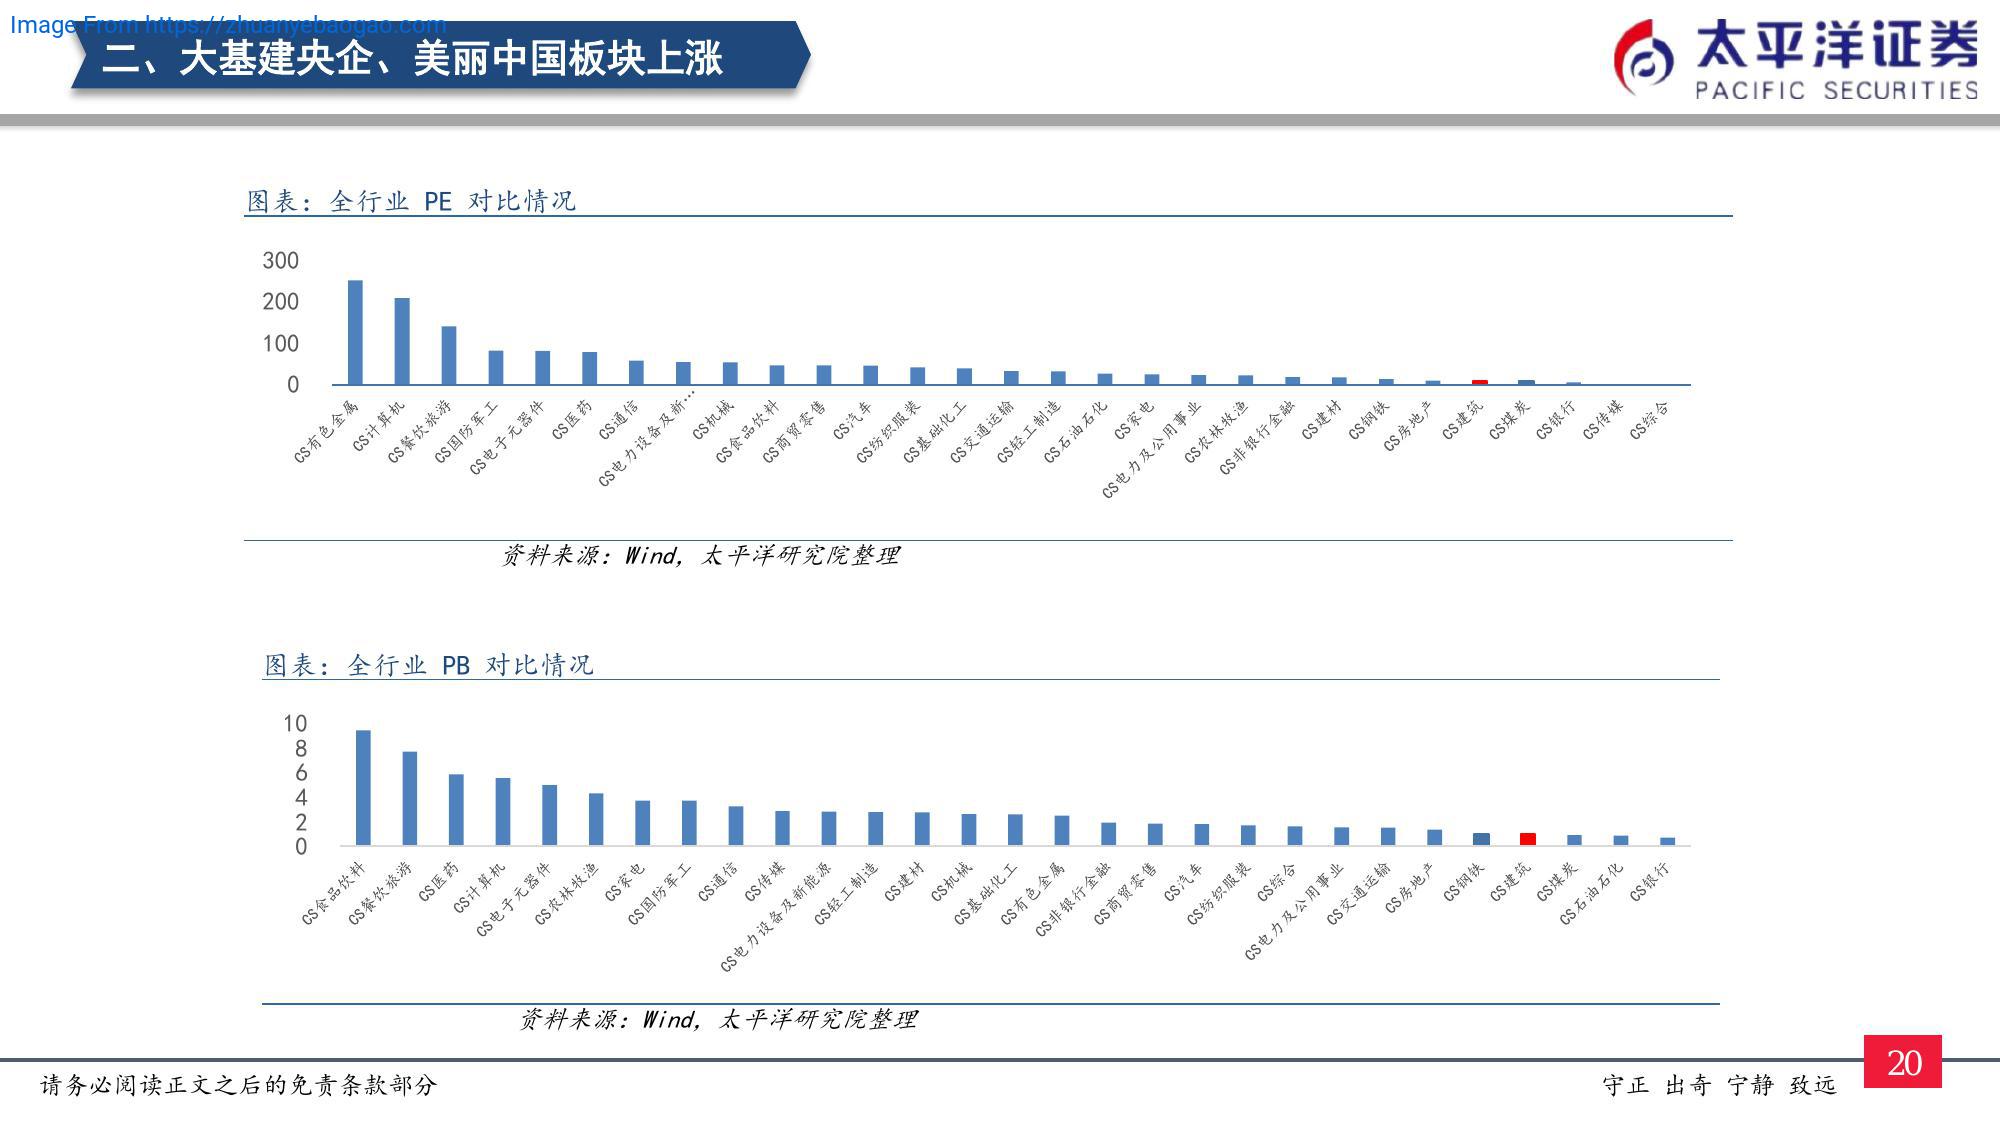 Image From https://zhuanyebaogao.com
二、大基建央企、美丽中国板块上涨
太平洋证券
PACIFIC SECURITIES
图表：全行业 PE 对比情况
300
200
100
0
CS有色金属
CS计算机
CS餐饮旅游
CS国防军工
CS电子元器件
CS医药
CS通信
CS电力设备及新…
CS机械
CS食品饮料
CS商贸零售
CS汽车
CS纺织服装
CS基础化工
CS交通运输
CS轻工制造
CS石油石化
CS家电
CS电力及公用事业
CS农林牧渔
CS非银行金融
CS建材
CS钢铁
CS房地产
CS建筑
CS煤炭
CS银行
CS传媒
CS综合
资料来源：Wind，太平洋研究院整理
图表：全行业 PB 对比情况
10
8
6
4
2
0
CS食品饮料
CS餐饮旅游
CS医药
CS计算机
CS电子元器件
CS农林牧渔
CS家电
CS国防军工
CS通信
CS传媒
CS电力设备及新能源
CS轻工制造
CS建材
CS机械
CS基础化工
CS有色金属
CS非银行金融
CS商贸零售
CS汽车
CS纺织服装
CS综合
CS电力及公用事业
CS交通运输
CS房地产
CS钢铁
CS建筑
CS煤炭
CS石油石化
CS银行
资料来源：Wind，太平洋研究院整理
20
请务必阅读正文之后的免责条款部分
守正 出奇 宁静 致远